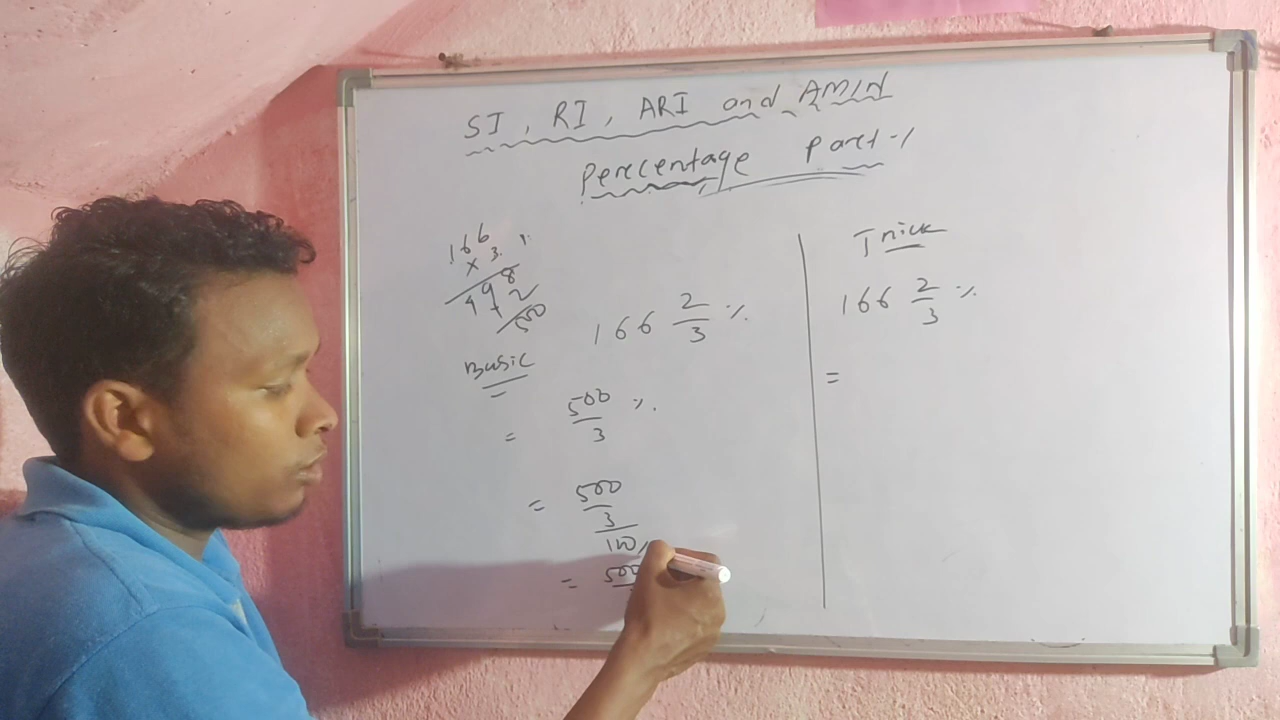 SI, RI, ARI and AMIN
Percentage Part-1
166
× 3
498
+ 2
500
166 2/3 %
Basic
= 500/3 %
= 500
3
100
= 500
Trick
166 2/3 %
=